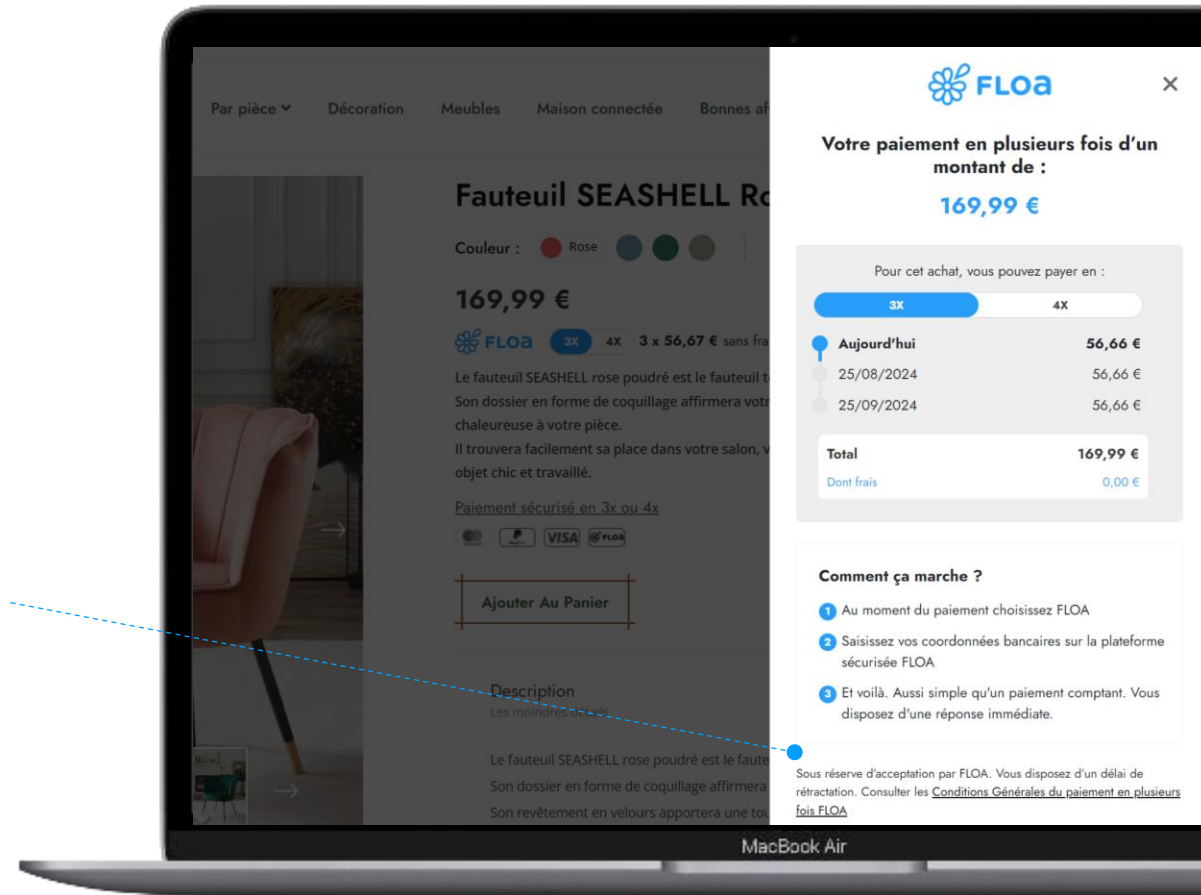 Par pièce
Décoration
Meubles
Maison connectée
Bonnes af
Fauteuil SEASHELL Ro
Couleur :
Rose
169,99 €
FLOa
3X
4X
3 x 56,67 € sans fra
Le fauteuil SEASHELL rose poudré est le fauteuil t
Son dossier en forme de coquillage affirmera votr
chaleureuse à votre pièce.
Il trouvera facilement sa place dans votre salon, v
objet chic et travaillé.
Paiement sécurisé en 3x ou 4x
VISA
FLOa
Ajouter Au Panier
Description
Les moindres détails
Le fauteuil SEASHELL rose poudré est le faute
Son dossier en forme de coquillage affirmera
Son revêtement en velours apportera une tou
FLOa
Votre paiement en plusieurs fois d'un
montant de :
169,99 €
Pour cet achat, vous pouvez payer en :
3X
4X
Aujourd'hui
56,66 €
25/08/2024
56,66 €
25/09/2024
56,66 €
Total
169,99 €
Dont frais
0,00 €
Comment ça marche ?
1 Au moment du paiement choisissez FLOA
2 Saisissez vos coordonnées bancaires sur la plateforme
sécurisée FLOA
3 Et voilà. Aussi simple qu'un paiement comptant. Vous
disposez d'une réponse immédiate.
Sous réserve d'acceptation par FLOA. Vous disposez d'un délai de
rétractation. Consulter les Conditions Générales du paiement en plusieurs
fois FLOA
MacBook Air